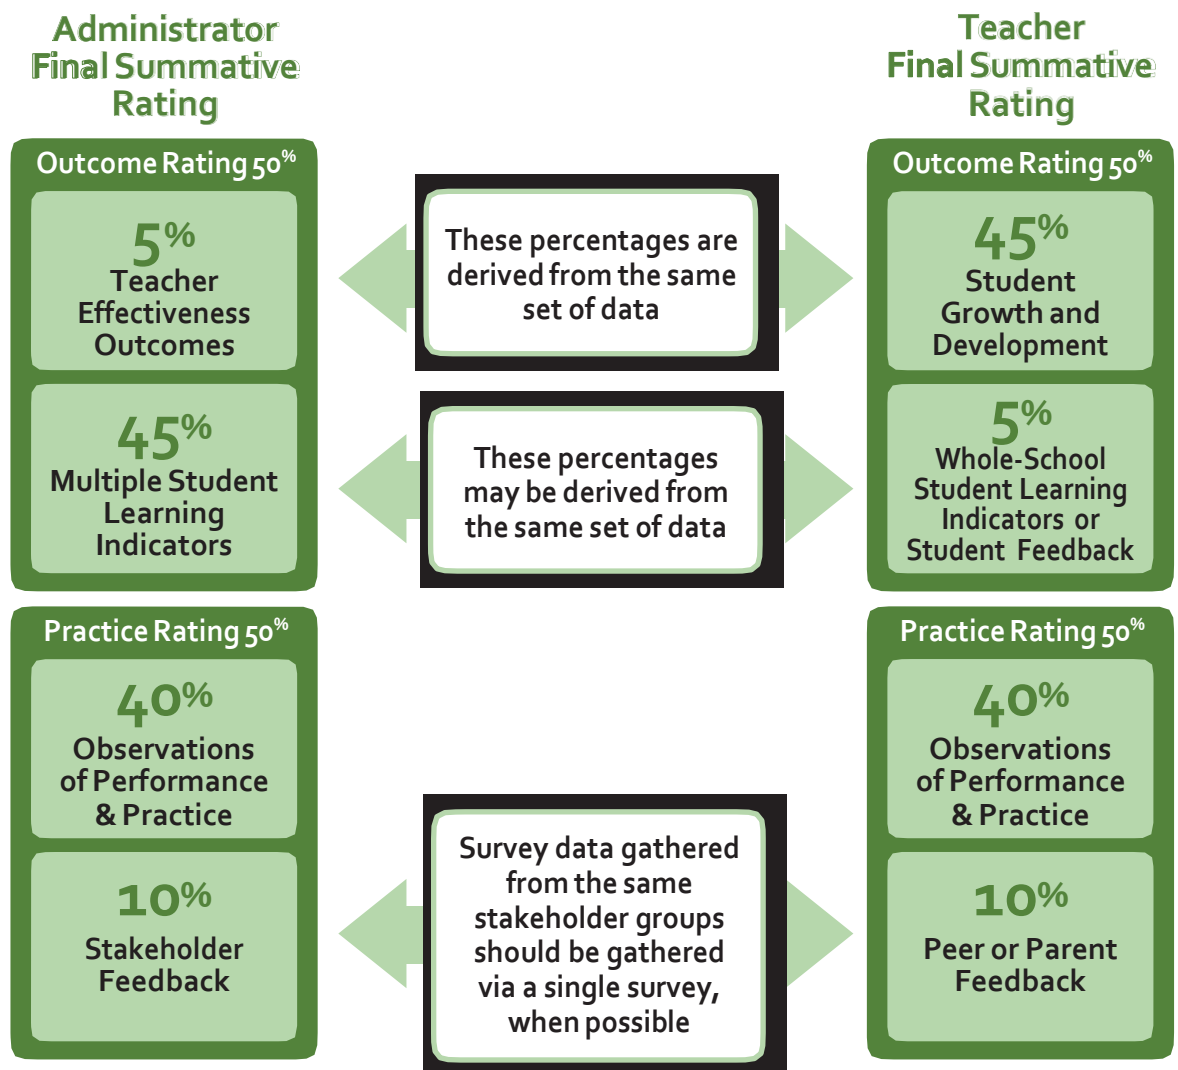 Administrator
Final Summative
Rating
Outcome Rating 50%
5%
Teacher
Effectiveness
Outcomes
45%
Multiple Student
Learning
Indicators
Practice Rating 50%
40%
Observations
of Performance
& Practice
10%
Stakeholder
Feedback
These percentages are
derived from the same
set of data
These percentages
may be derived from
the same set of data
Survey data gathered
from the same
stakeholder groups
should be gathered
via a single survey,
when possible
Teacher
Final Summative
Rating
Outcome Rating 50%
45%
Student
Growth and
Development
5%
Whole-School
Student Learning
Indicators or
Student Feedback
Practice Rating 50%
40%
Observations
of Performance
& Practice
10%
Peer or Parent
Feedback